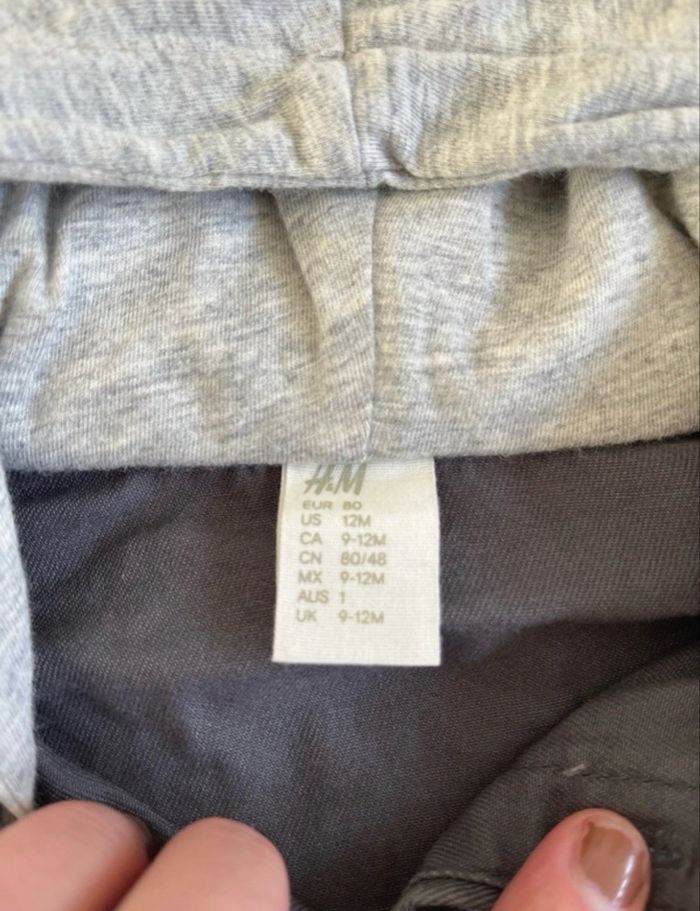 H&M
EUR 80
US 12M
CA 9-12M
CN 80/48
MX 9-12M
AUS 1
UK 9-12M